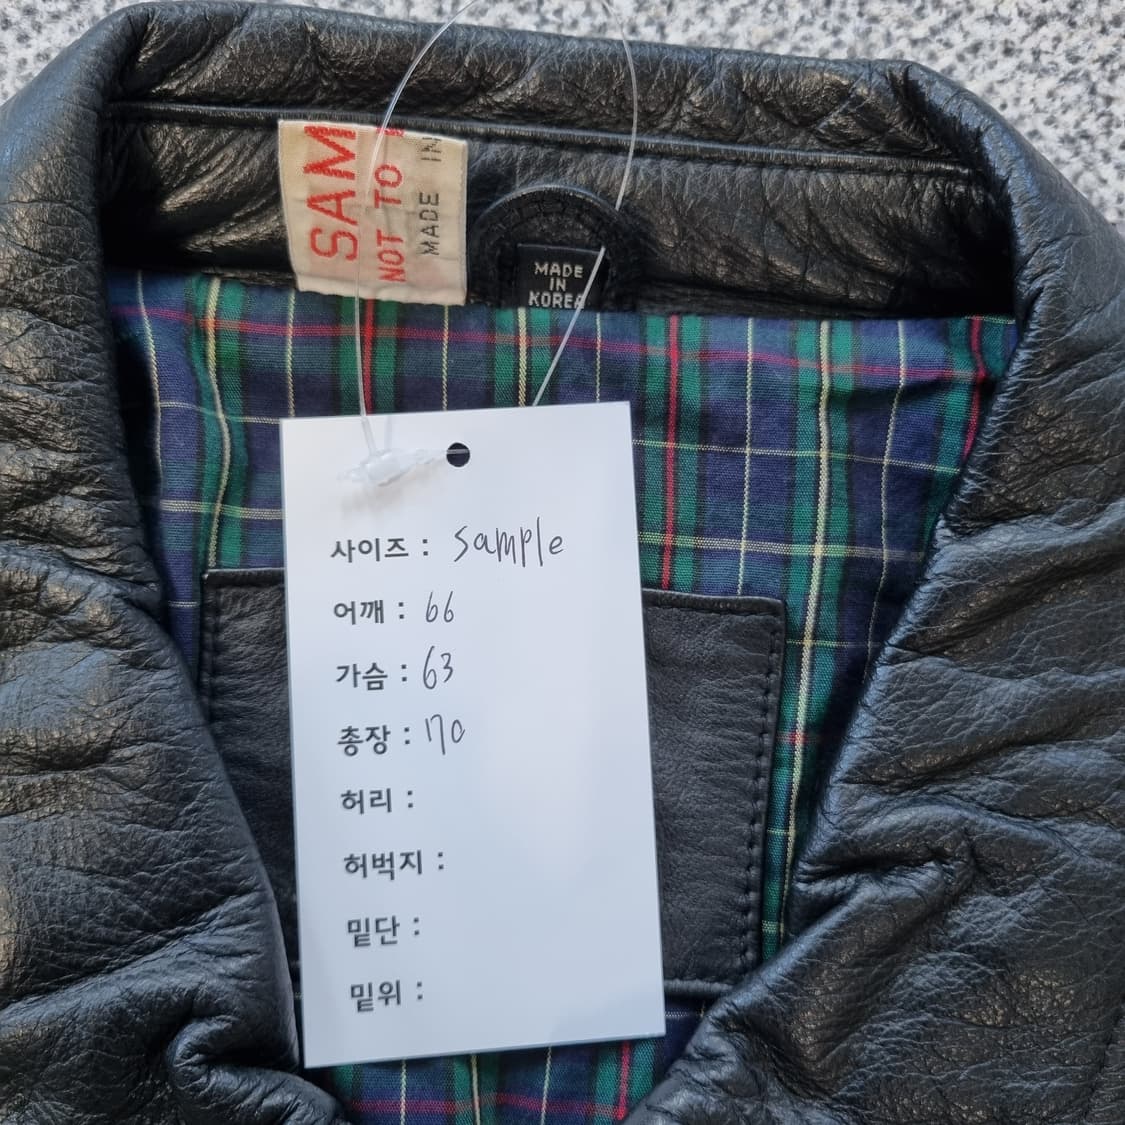 SAM
NOT TO
MADE IN
MADE
IN
KOREA
사이즈 : sample
어깨 : 66
가슴 : 63
총장 : 70
허리 :
허벅지 :
밑단 :
밑위 :